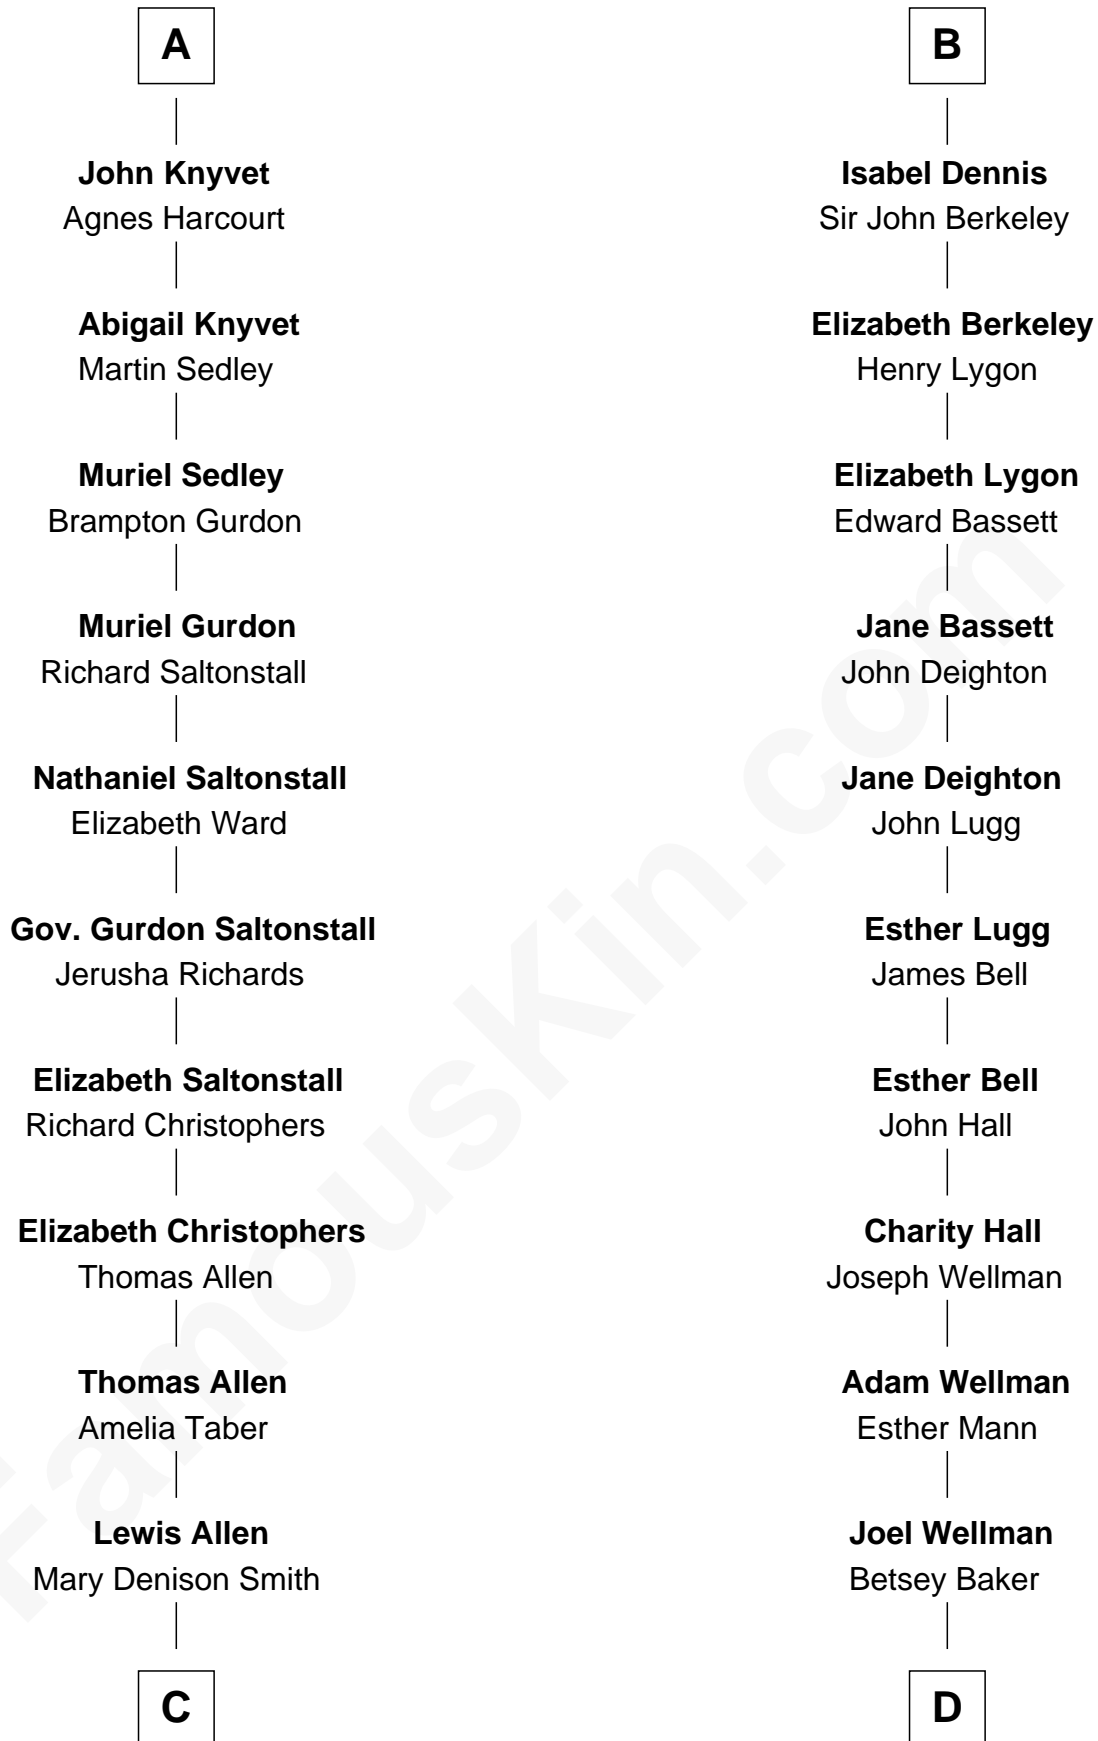 A
John Knyvet
Agnes Harcourt
Abigail Knyvet
Martin Sedley
Muriel Sedley
Brampton Gurdon
Muriel Gurdon
Richard Saltonstall
Nathaniel Saltonstall
Elizabeth Ward
Gov. Gurdon Saltonstall
Jerusha Richards
Elizabeth Saltonstall
Richard Christophers
Elizabeth Christophers
Thomas Allen
Thomas Allen
Amelia Taber
Lewis Allen
Mary Denison Smith
C
B
Isabel Dennis
Sir John Berkeley
Elizabeth Berkeley
Henry Lygon
Elizabeth Lygon
Edward Bassett
Jane Bassett
John Deighton
Jane Deighton
John Lugg
Esther Lugg
James Bell
Esther Bell
John Hall
Charity Hall
Joseph Wellman
Adam Wellman
Esther Mann
Joel Wellman
Betsey Baker
D
FamousKin.com